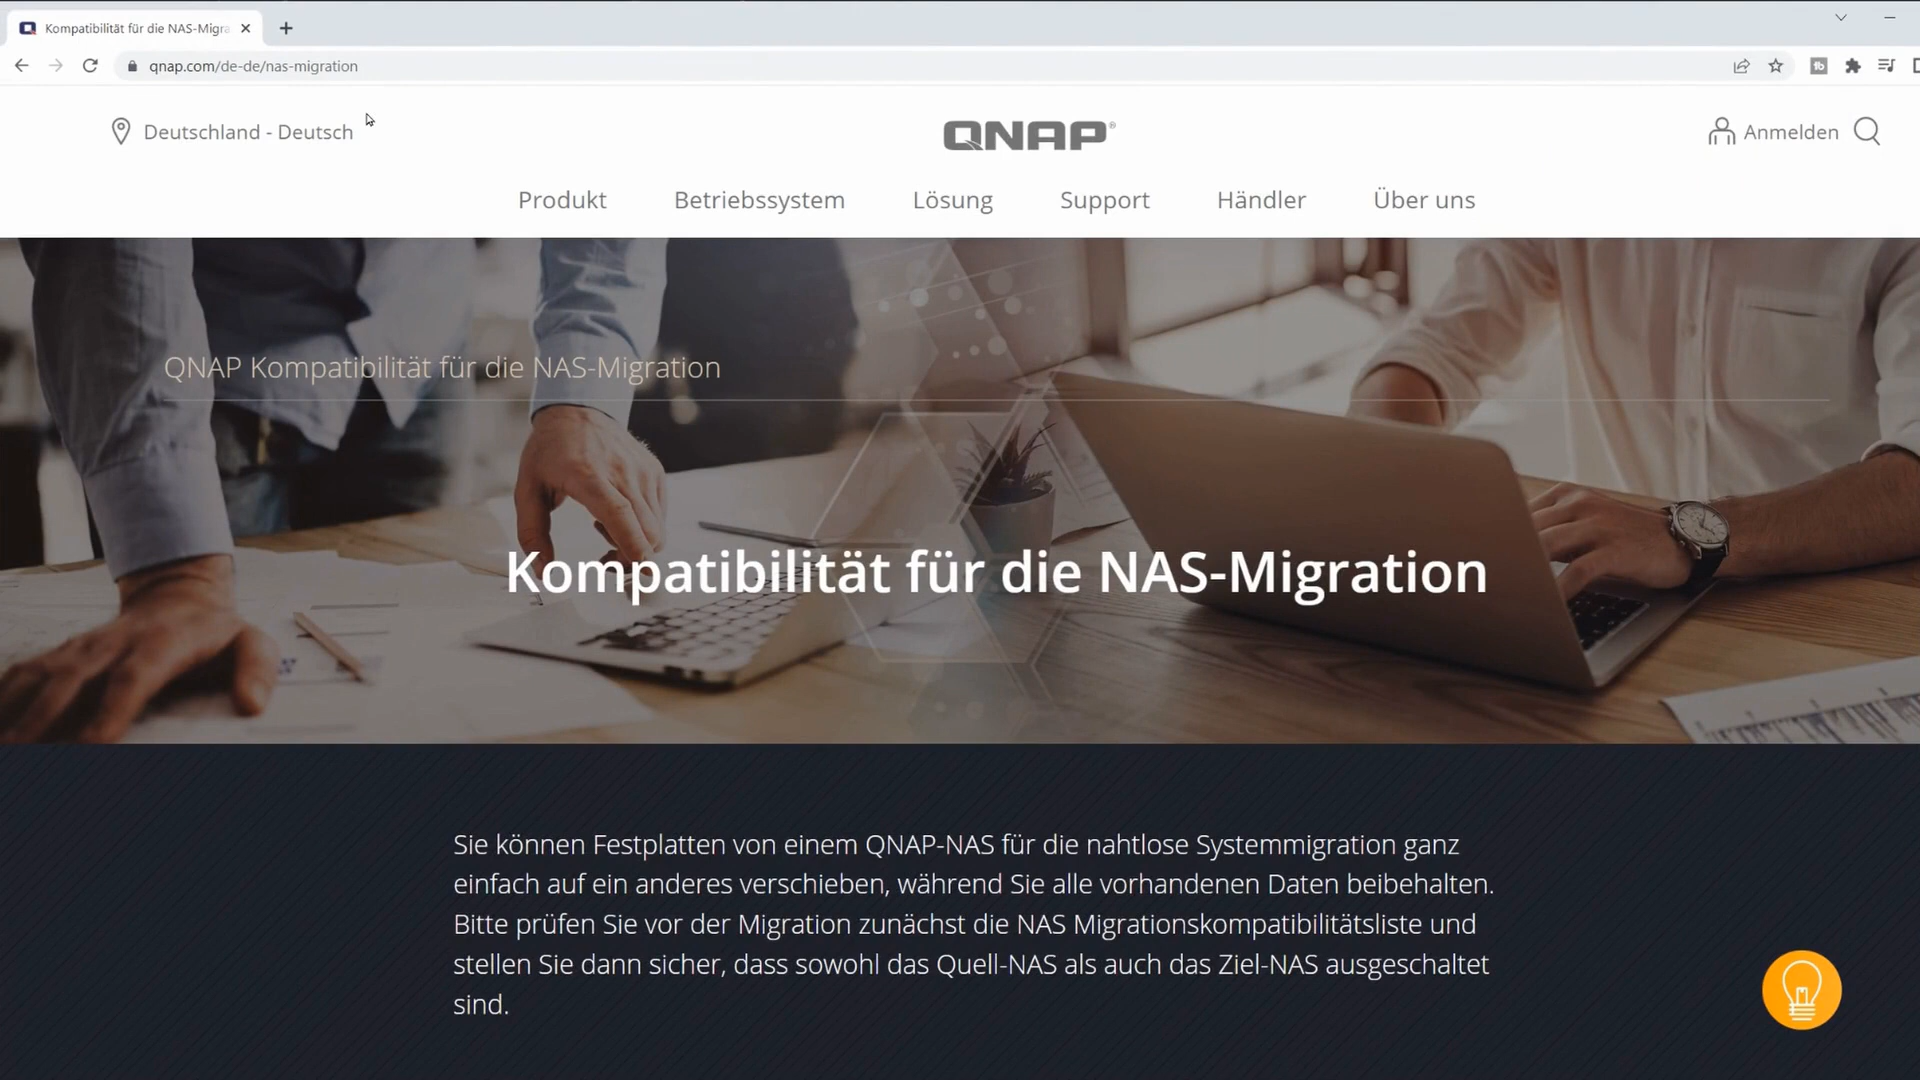 Kompatibilität für die NAS-Migra
qnap.com/de-de/nas-migration
Deutschland - Deutsch
QNAP®
Anmelden
Produkt
Betriebssystem
Lösung
Support
Händler
Über uns
QNAP Kompatibilität für die NAS-Migration
Kompatibilität für die NAS-Migration
Sie können Festplatten von einem QNAP-NAS für die nahtlose Systemmigration ganz
einfach auf ein anderes verschieben, während Sie alle vorhandenen Daten beibehalten.
Bitte prüfen Sie vor der Migration zunächst die NAS Migrationskompatibilitätsliste und
stellen Sie dann sicher, dass sowohl das Quell-NAS als auch das Ziel-NAS ausgeschaltet
sind.